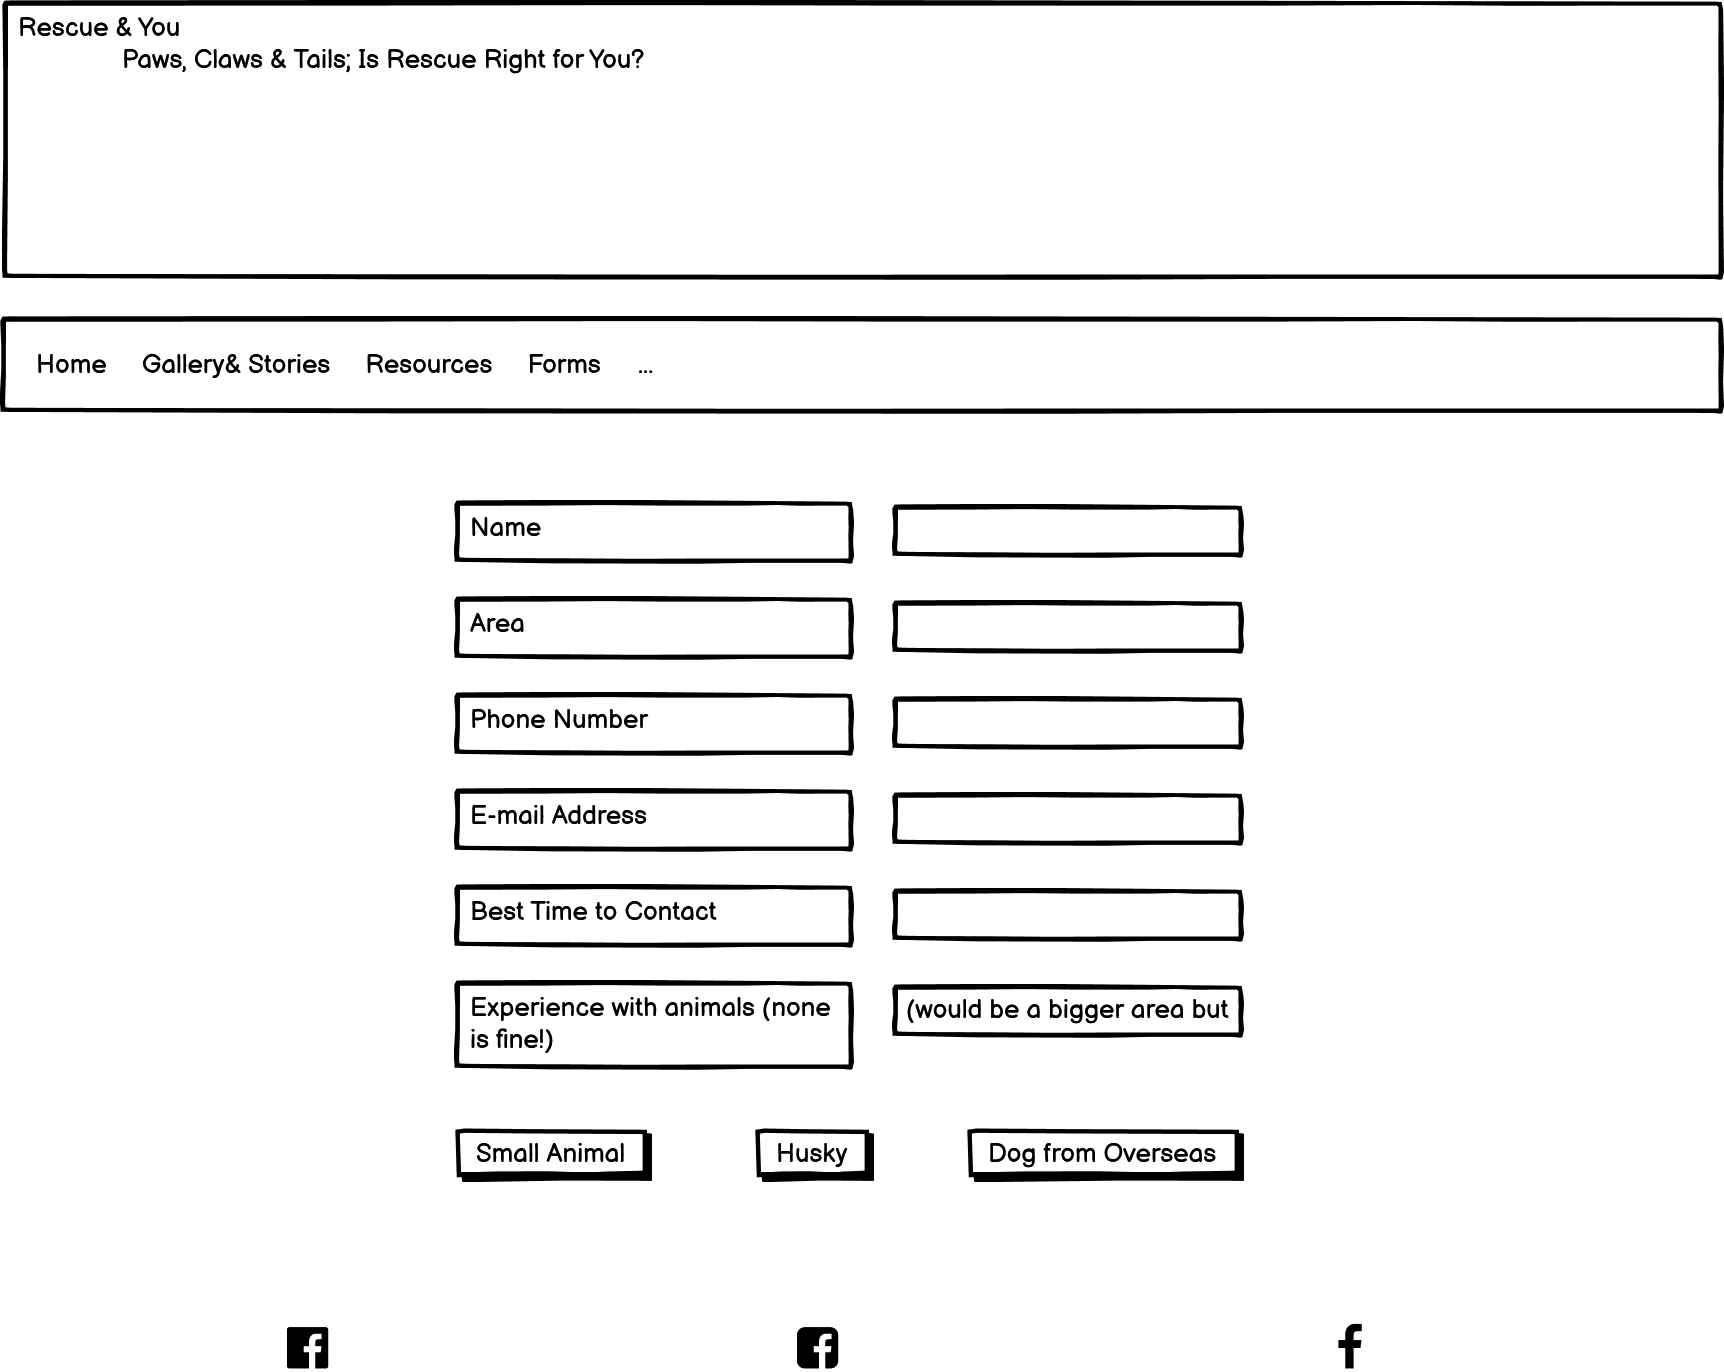 Rescue & You
Paws, Claws & Tails; Is Rescue Right for You?
Home Gallery& Stories Resources Forms ...
Name
Area
Phone Number
E-mail Address
Best Time to Contact
Experience with animals (none
is fine!)
(would be a bigger area but
Small Animal
Husky
Dog from Overseas